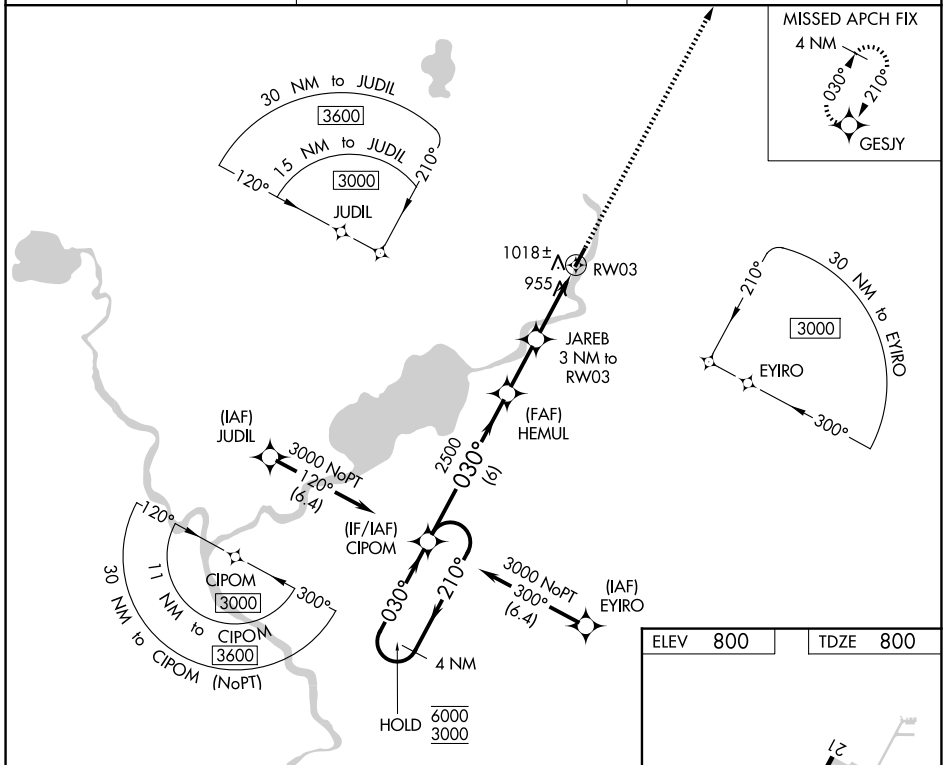 MISSED APCH FIX
4 NM
030°
210°
GESJY
30 NM to JUDIL
3600
15 NM to JUDIL
3000
120°
210°
JUDIL
1018 ±
955
RW03
JAREB
3 NM to
RW03
(FAF)
HEMUL
2500
030°
(6)
210°
30 NM to EYIRO
3000
EYIRO
300°
(IAF)
JUDIL
3000 NoPT
120°
(6.4)
(IF/IAF)
CIPOM
120°
CIPOM
3000
300°
11 NM to CIPOM
3600
30 NM to CIPOM (NoPT)
030°
210°
4 NM
HOLD
6000
3000
3000 NoPT
300°
(6.4)
(IAF)
EYIRO
ELEV 800
TDZE 800
21